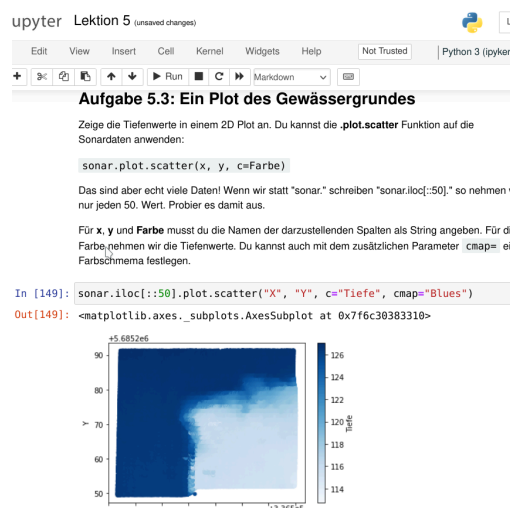 upyter Lektion 5 (unsaved changes)
Edit View Insert Cell Kernel Widgets Help Not Trusted Python 3 (ipyker
Run C Markdown
Aufgabe 5.3: Ein Plot des Gewässergrundes
Zeige die Tiefenwerte in einem 2D Plot an. Du kannst die .plot.scatter Funktion auf die
Sonardaten anwenden:
sonar.plot.scatter(x, y, c=Farbe)
Das sind aber echt viele Daten! Wenn wir statt "sonar." schreiben "sonar.iloc[::50]." so nehmen
nur jeden 50. Wert. Probier es damit aus.
Für x, y und Farbe musst du die Namen der darzustellenden Spalten als String angeben. Für di
Farbe nehmen wir die Tiefenwerte. Du kannst auch mit dem zusätzlichen Parameter cmap= ei
Farbschmema festlegen.
In [149]: sonar.iloc[::50].plot.scatter("X", "Y", c="Tiefe", cmap="Blues")
Out[149]: <matplotlib.axes._subplots.AxesSubplot at 0x7f6c30383310>
+5.6852e6
90
80
70
60
50
Y
126
124
122
120
118
116
114
Tiefe